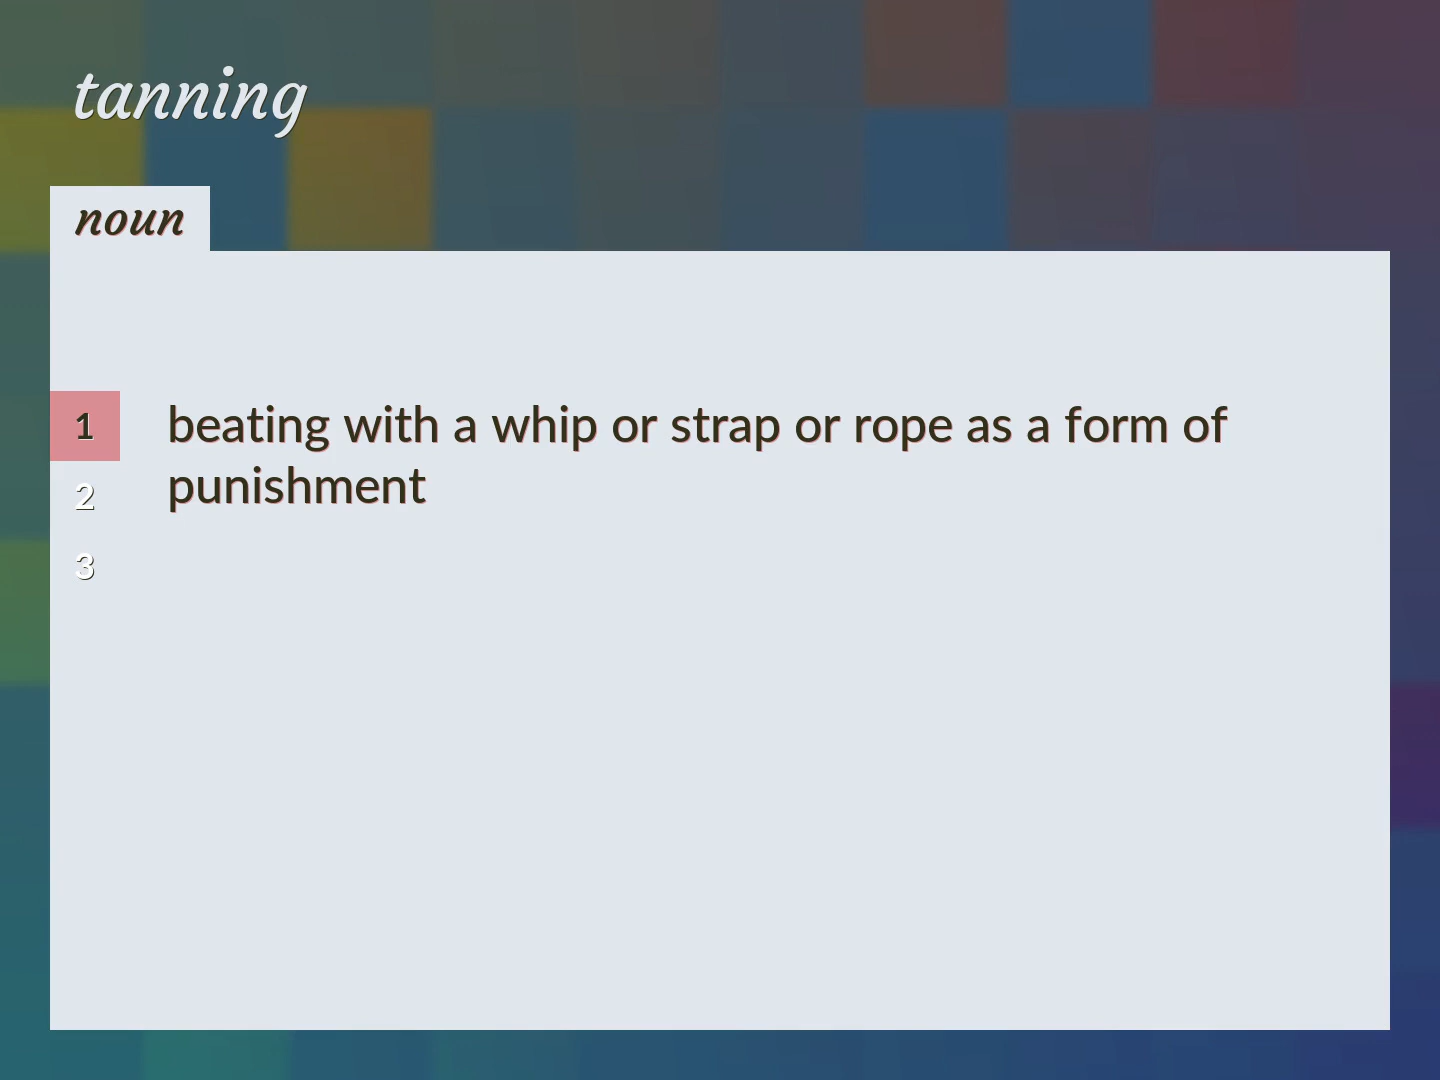 tanning
noun
1
beating with a whip or strap or rope as a form of
punishment
2
3